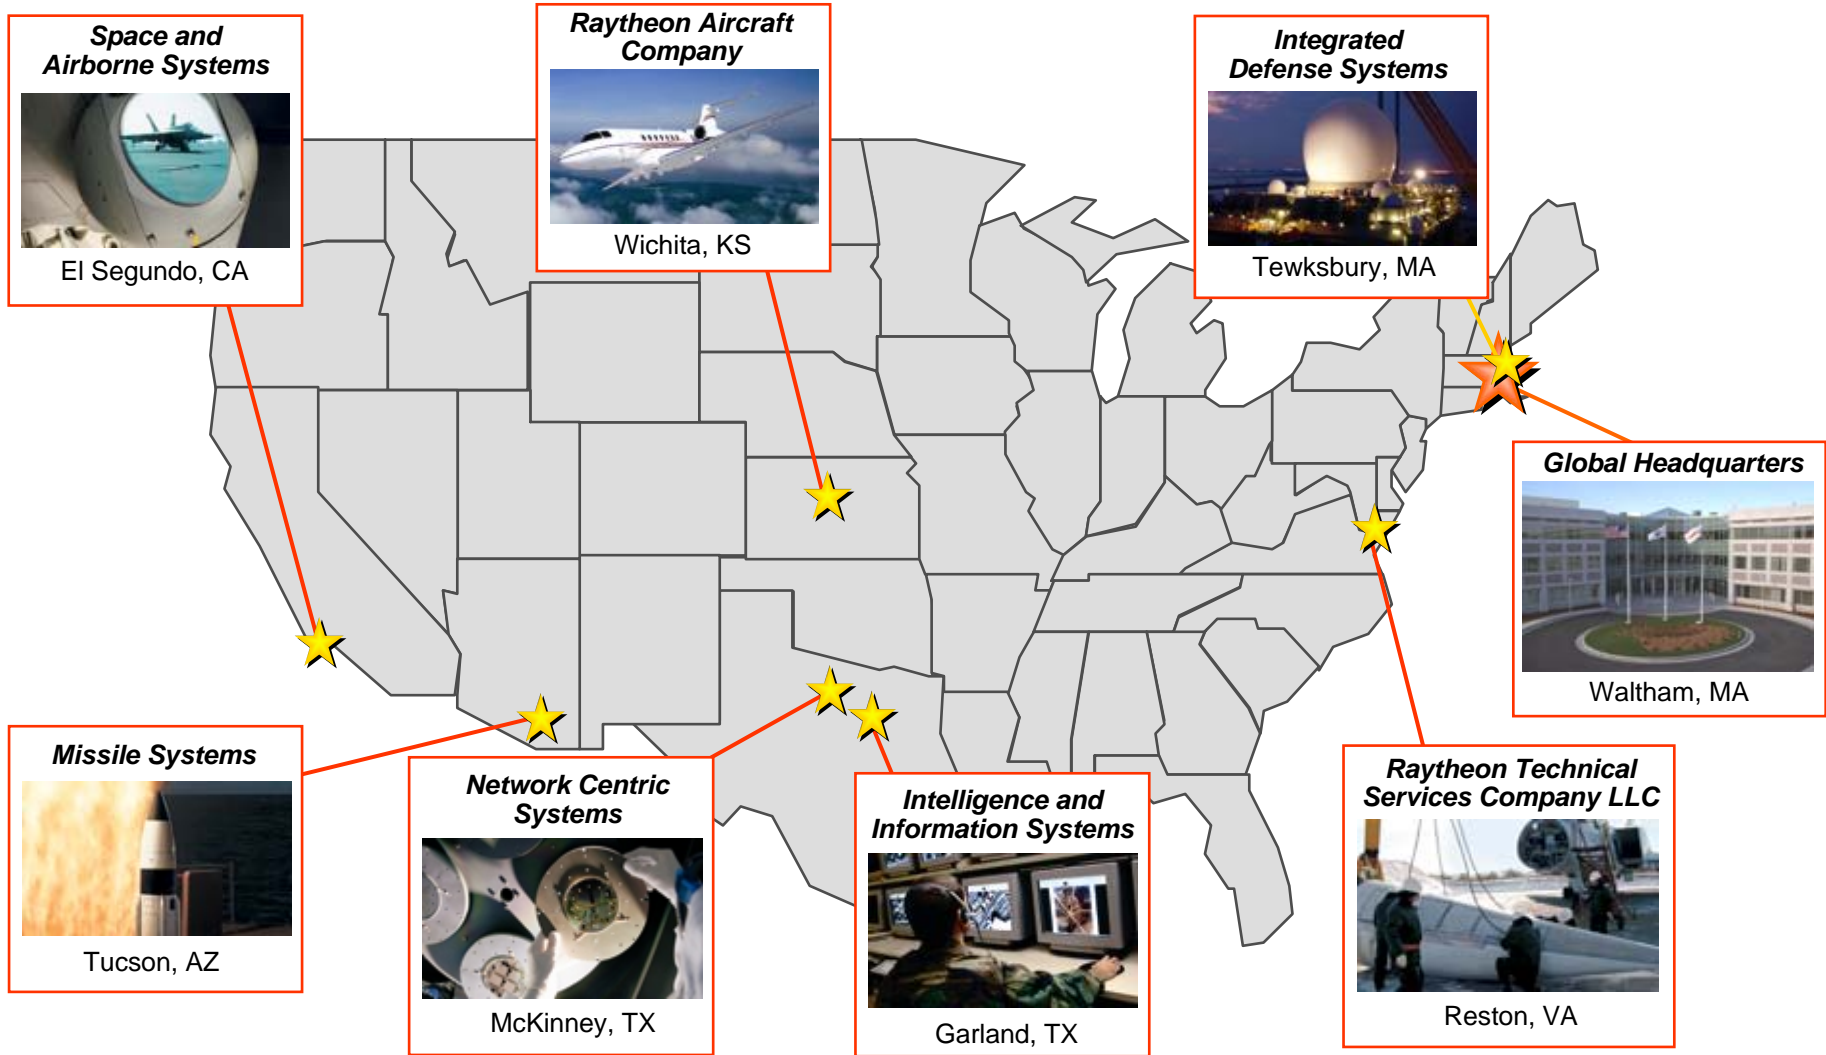 Space and
Airborne Systems
El Segundo, CA
Raytheon Aircraft
Company
Wichita, KS
Integrated
Defense Systems
Tewksbury, MA
Global Headquarters
Waltham, MA
Missile Systems
Tucson, AZ
Network Centric
Systems
McKinney, TX
Intelligence and
Information Systems
Garland, TX
Raytheon Technical
Services Company LLC
Reston, VA